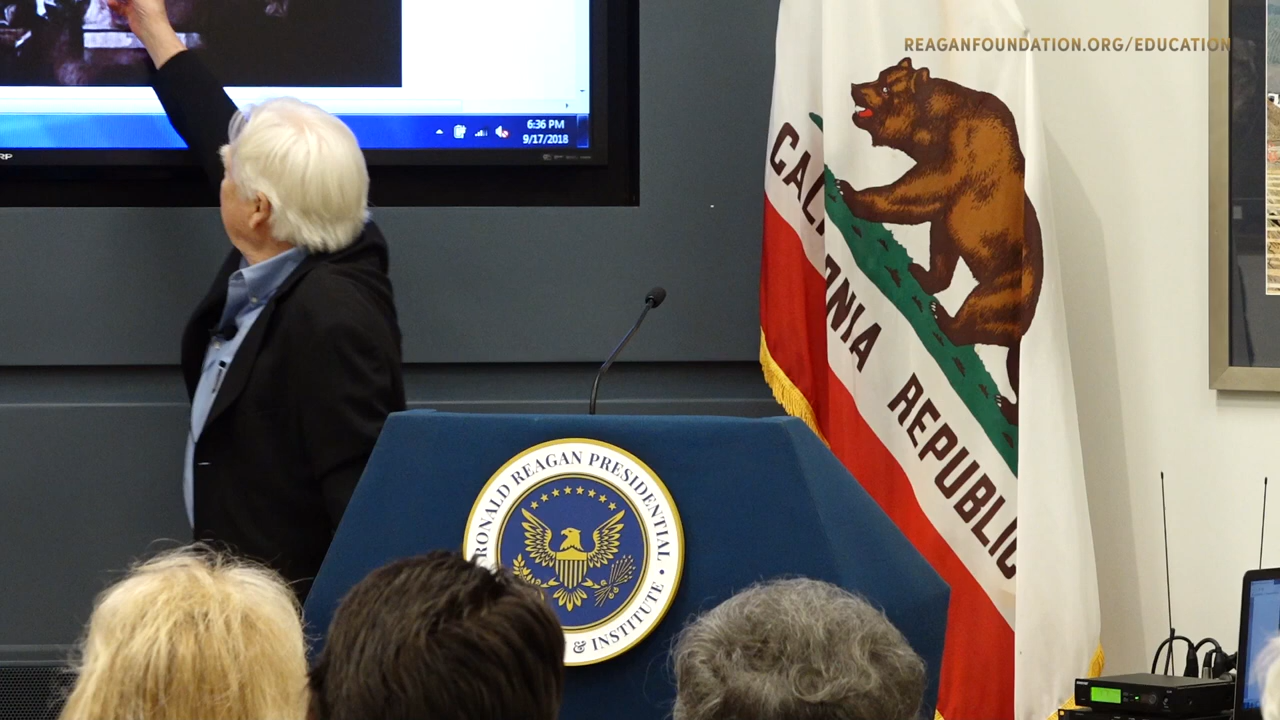 REAGANFOUNDATION.ORG/EDUCATION
6:36 PM
9/17/2018
CALIFORNIA REPUBLIC
RONALD REAGAN PRESIDENTIAL
& INSTITUTE